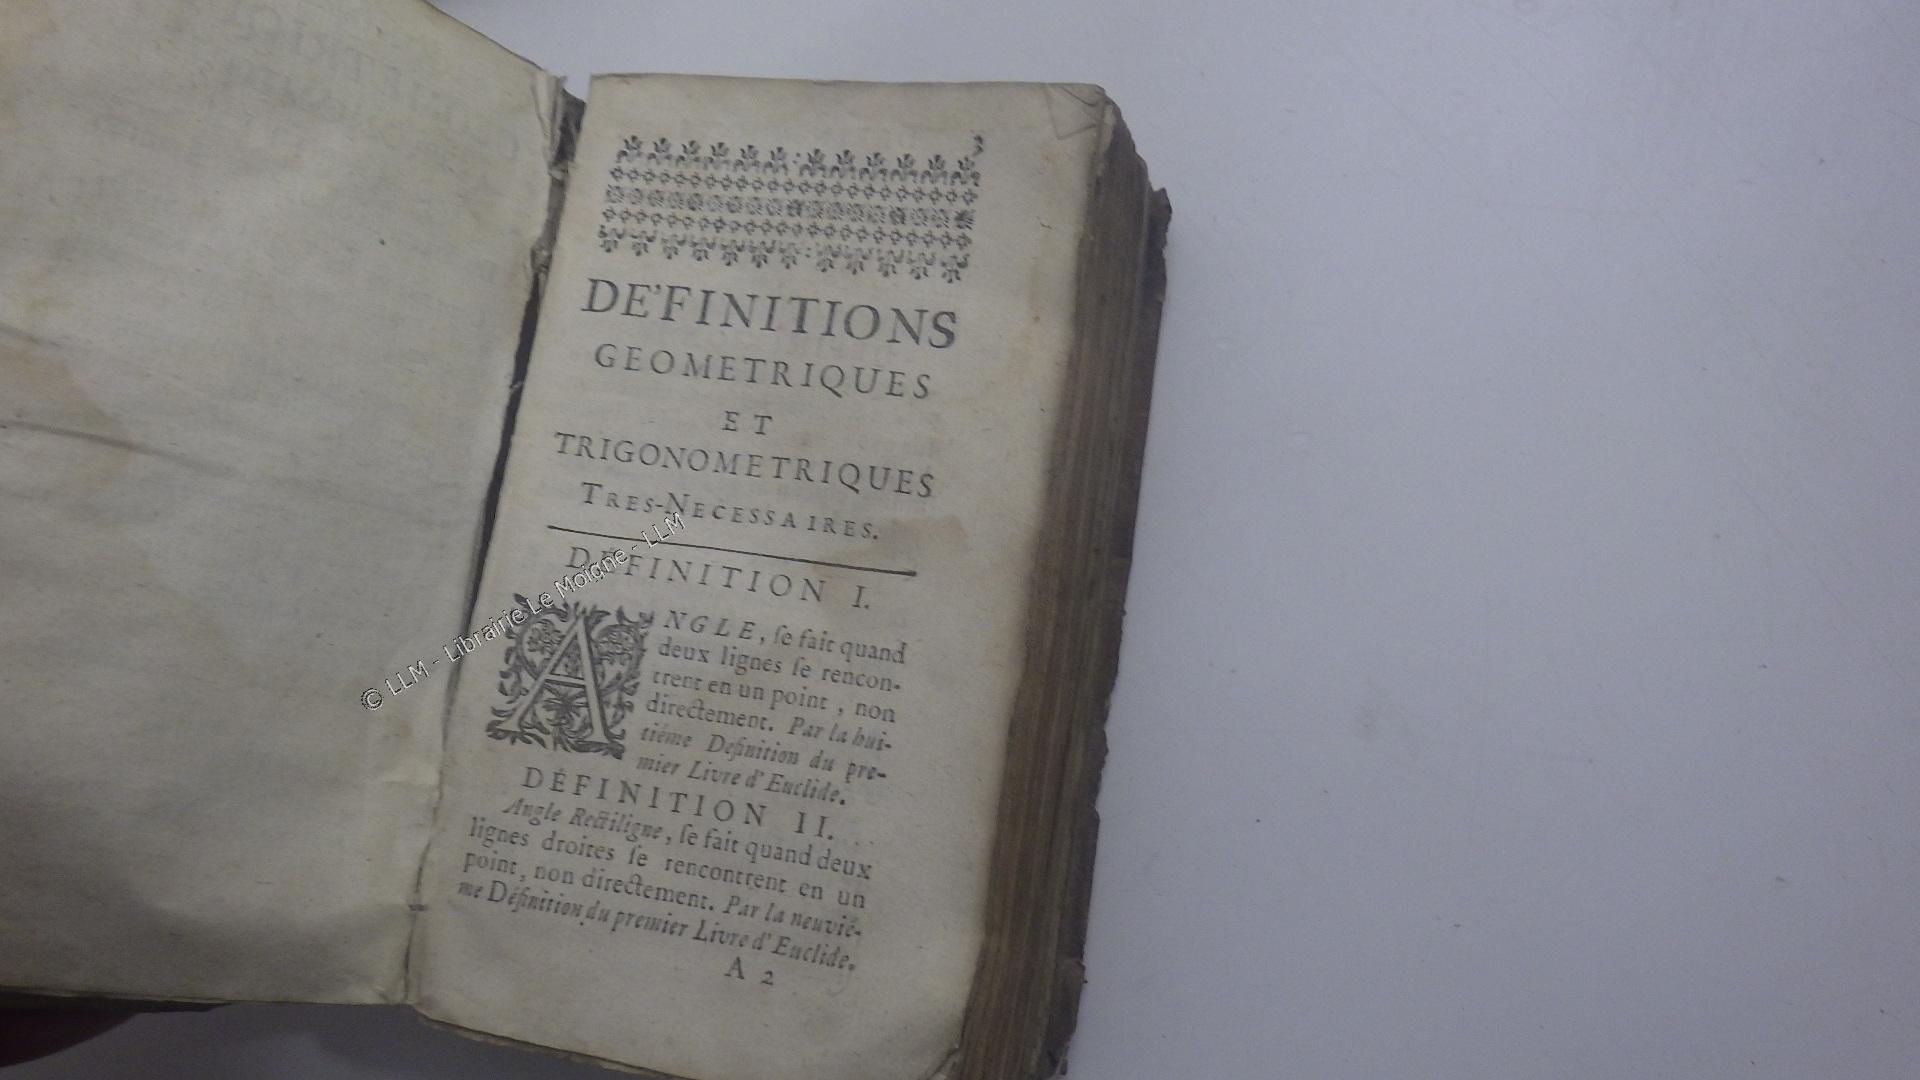 3
DE'FINITIONS
GEOMETRIQUES
ET
TRIGONOMETRIQUES
TRES-NECESSAIRES.
DÉFINITION I.
ANGLE, ſe fait quand
deux lignes ſe rencon-
trent en un point, non
directement. Par la hui-
tiéme Definition du pre-
mier Livre d'Euclide.
DÉFINITION II.
Angle Rectiligne, ſe fait quand deux
lignes droites ſe rencontrent en un
point, non directement. Par la neuvié-
me Définition du premier Livre d'Euclide.
A 2
© LLM - Librairie Le Moigne - LLM